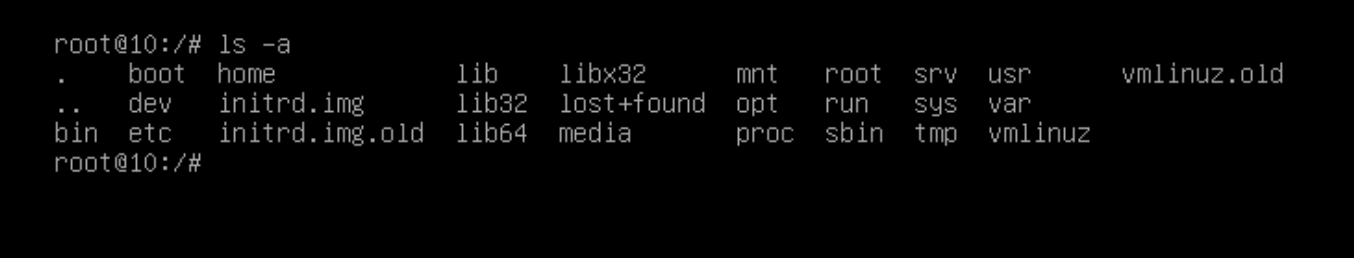 root@10:/# ls -a
.    boot  home            lib    libx32      mnt   root  srv  usr      vmlinuz.old
..   dev   initrd.img      lib32  lost+found  opt   run   sys  var
bin  etc   initrd.img.old  lib64  media       proc  sbin  tmp  vmlinuz
root@10:/#